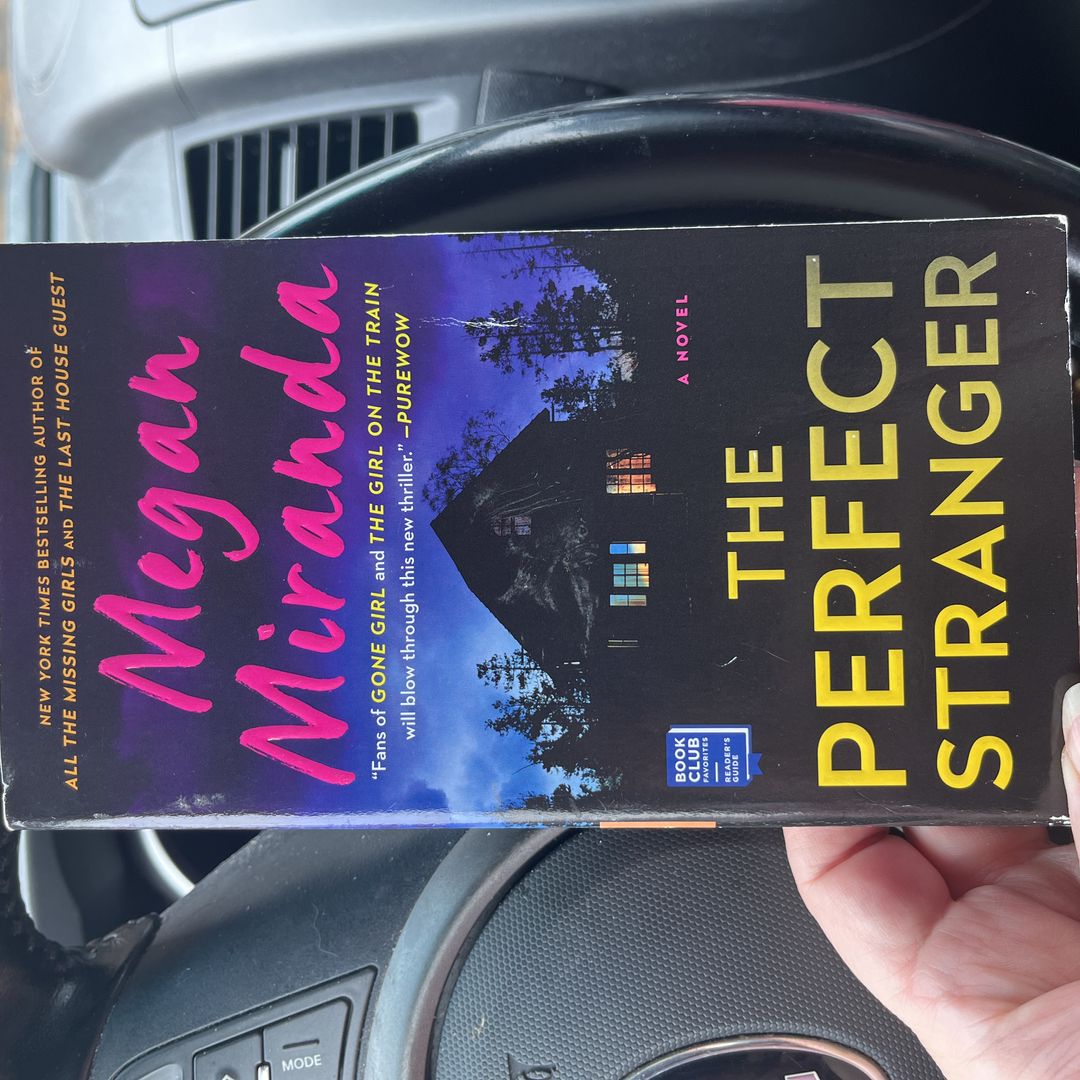 NEW YORK TIMES BESTSELLING AUTHOR OF
ALL THE MISSING GIRLS AND THE LAST HOUSE GUEST
Megan
Miranda
“Fans of GONE GIRL and THE GIRL ON THE TRAIN
will blow through this new thriller.” —PUREWOW
A NOVEL
BOOK
CLUB
FAVORITES
READER'S
GUIDE
THE
PERFECT
STRANGER
MODE